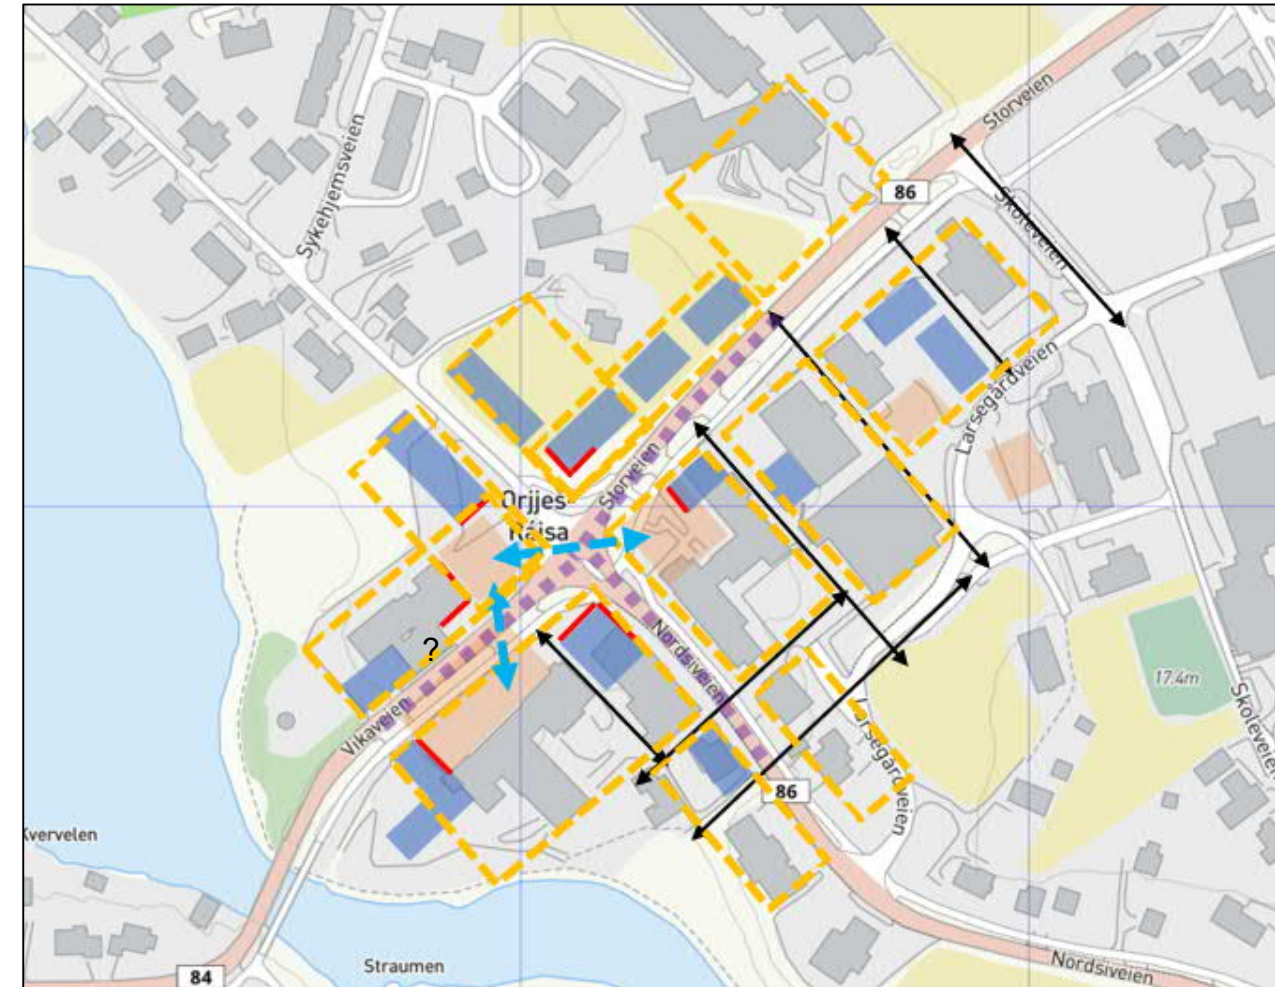 Storveien
86
Skoleveien
Sykehjemsveien
Larsegårdveien
Storveien
Orjjes-
Ráisa
?
Nordsiveien
17.4m
Vikaveien
Larsegårdveien
Skoleveien
86
Kvervelen
Straumen
84
Nordsiveien